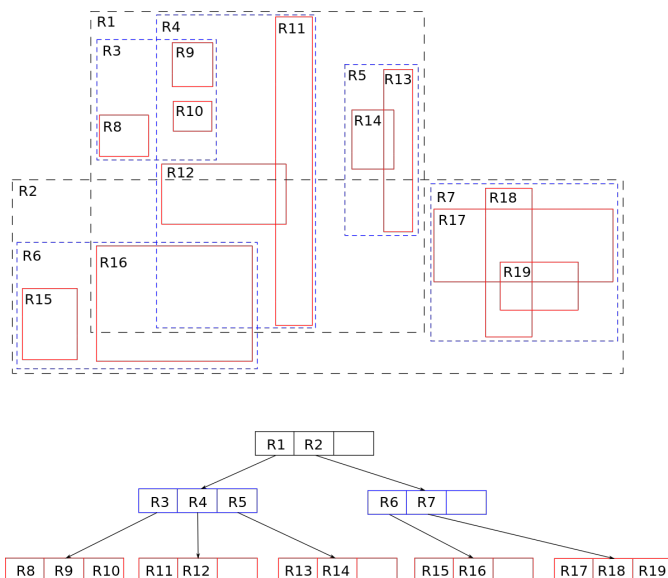 R1
R4
R11
R3
R9
R5
R13
R10
R14
R8
R12
R2
R7
R18
R17
R6
R16
R19
R15
R1 R2
R3 R4 R5
R6 R7
R8 R9 R10
R11 R12
R13 R14
R15 R16
R17 R18 R19